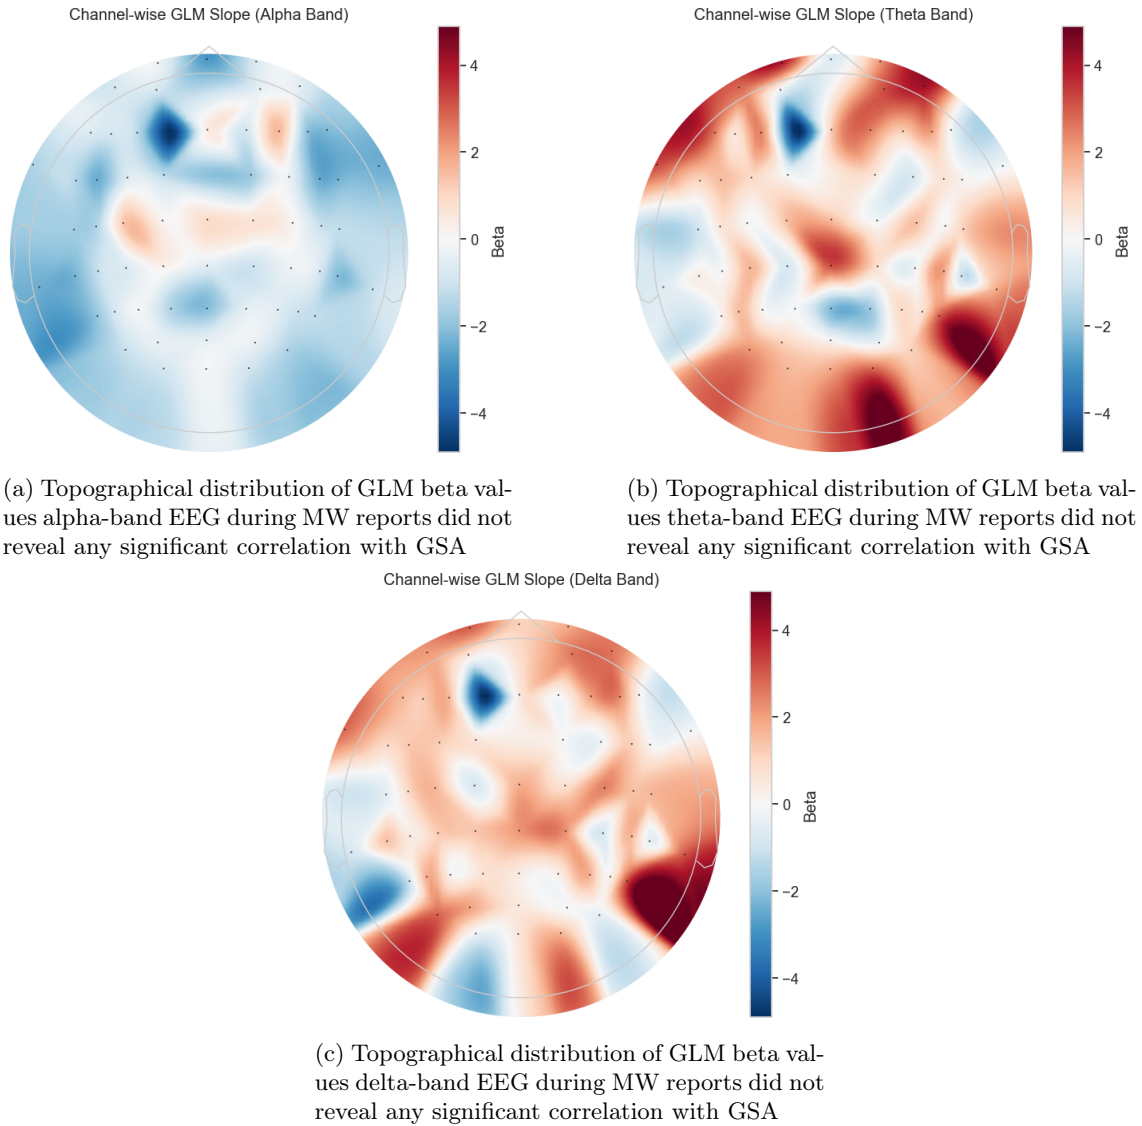 Channel-wise GLM Slope (Alpha Band)
4
2
0
−2
−4
Beta
(a) Topographical distribution of GLM beta val-
ues alpha-band EEG during MW reports did not
reveal any significant correlation with GSA
Channel-wise GLM Slope (Theta Band)
4
2
0
−2
−4
Beta
(b) Topographical distribution of GLM beta val-
ues theta-band EEG during MW reports did not
reveal any significant correlation with GSA
Channel-wise GLM Slope (Delta Band)
4
2
0
−2
−4
Beta
(c) Topographical distribution of GLM beta val-
ues delta-band EEG during MW reports did not
reveal any significant correlation with GSA